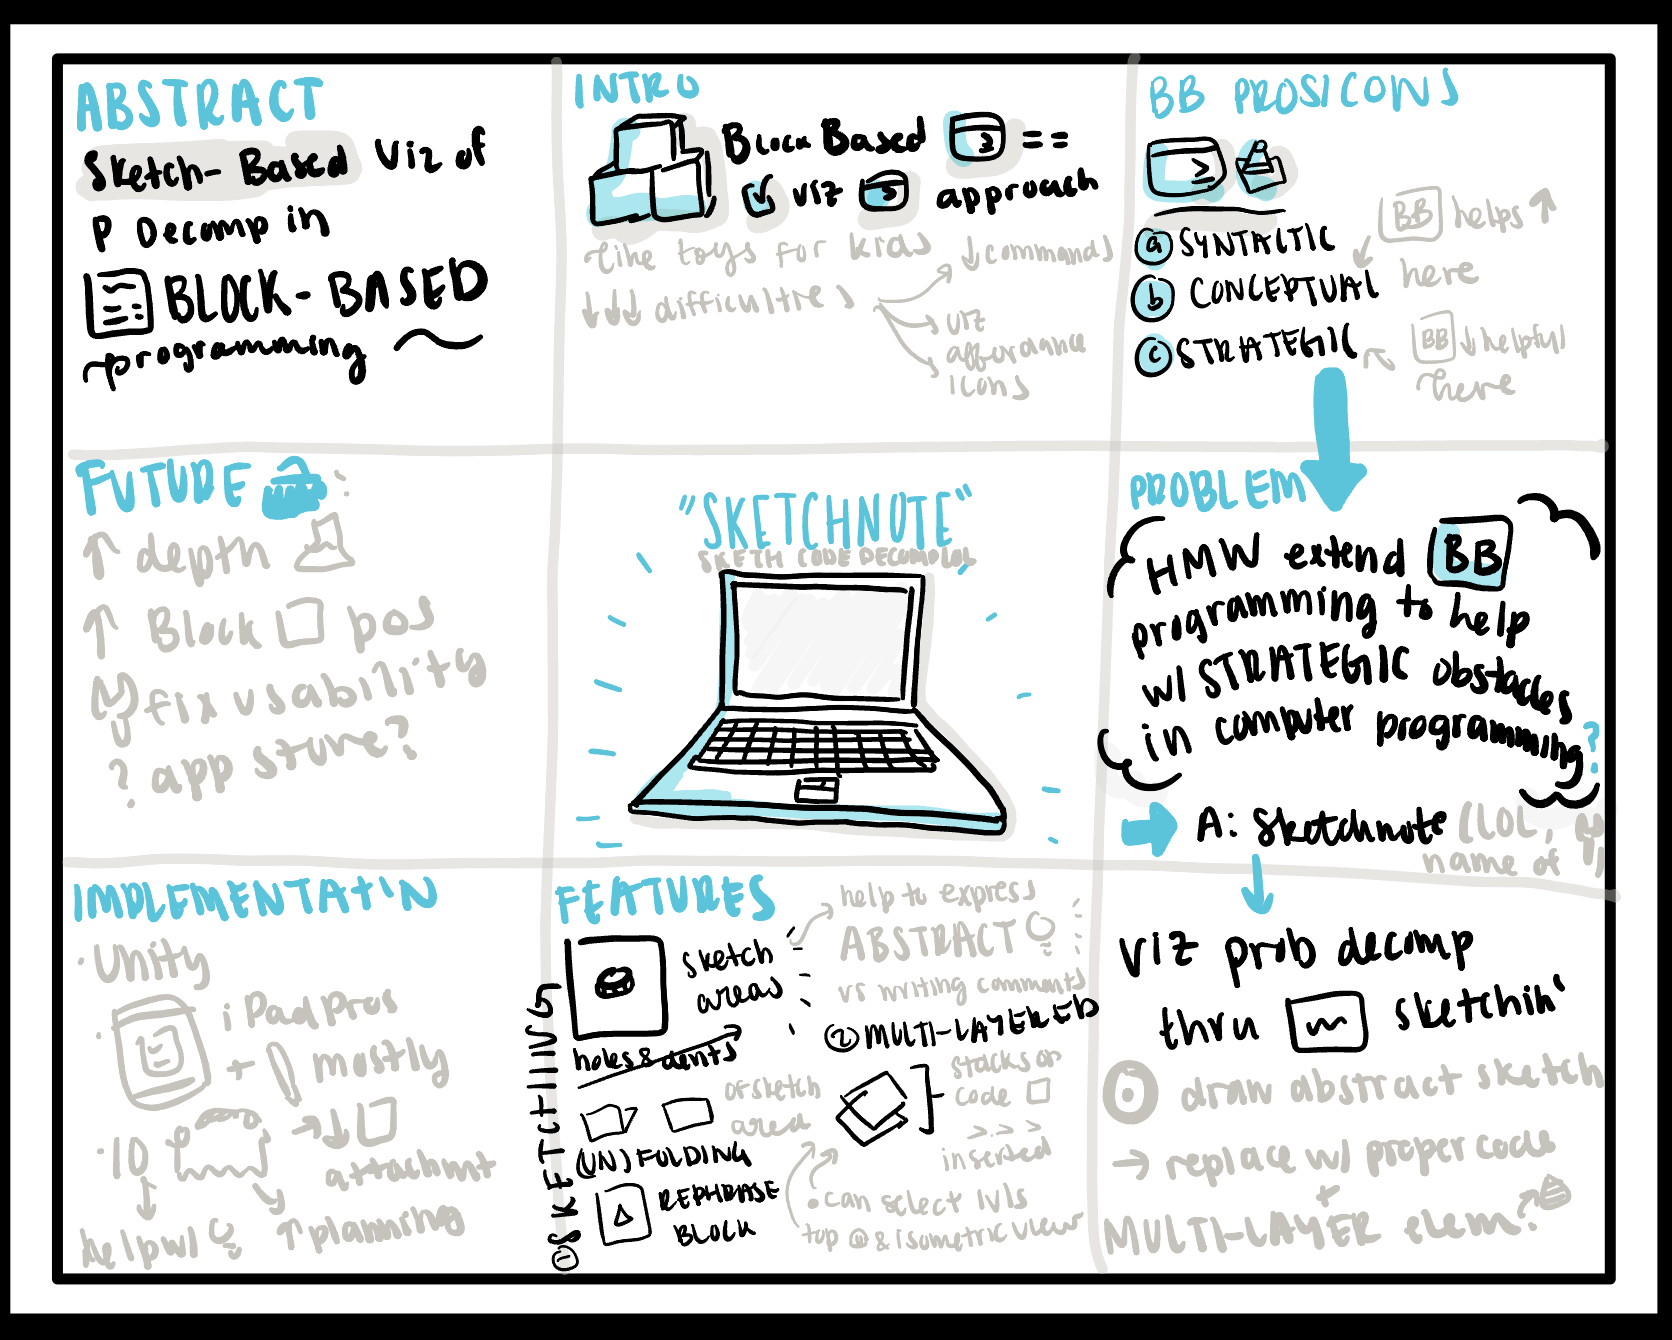 ABSTRACT
Sketch-Based Viz of
P Decomp in
BLOCK-BASED
programming
INTRO
Block Based ==
viz approach
like toys for kids
↓↓↓ difficulties
↓ commands
viz
affordance
icons
BB PROS|CONS
a SYNTACTIC
b CONCEPTUAL
c STRATEGIC
BB helps ↑
here
BB ↓ helpful
here
FUTURE
↑ depth
↑ Block pos
fix usability
? app store?
"SKETCHNOTE"
SKETH CODE DECOMP LOL
PROBLEM
HMW extend BB
programming to help
w/ STRATEGIC obstacles
in computer programming?
→ A: Sketchnote (LOL,
name of
viz prob decomp
thru sketchin'
draw abstract sketch
→ replace w/ proper code
+
MULTI-LAYER elem.
IMPLEMENTAT'N
· Unity
· iPad Pros
+ mostly
· 10
→ ↓ attachmt
help w/
↑ planning
FEATURES
① SKETCHING
sketch
areas
holes & dents
of sketch
area
(UN)FOLDING
REPHRASE
BLOCK
help to express
ABSTRACT
vs writing comments
② MULTI-LAYERED
stacks on
code
> > >
inserted
• can select lvls
top & isometric view